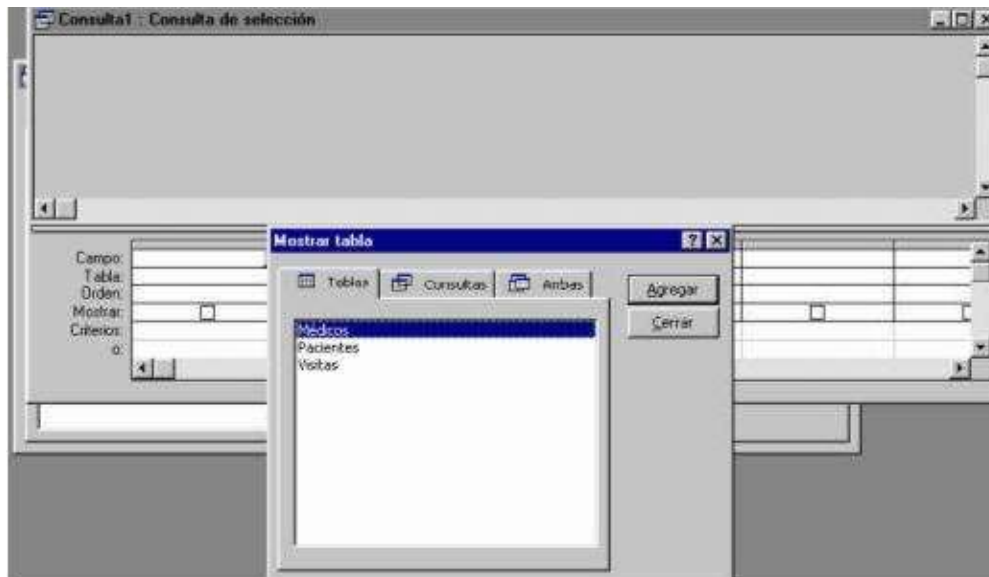 Consulta1 : Consulta de selección
Campo:
Tabla:
Orden:
Mostrar:
Criterios:
o:
Mostrar tabla
Tablas
Consultas
Ambas
Médicos
Pacientes
Visitas
Agregar
Cerrar